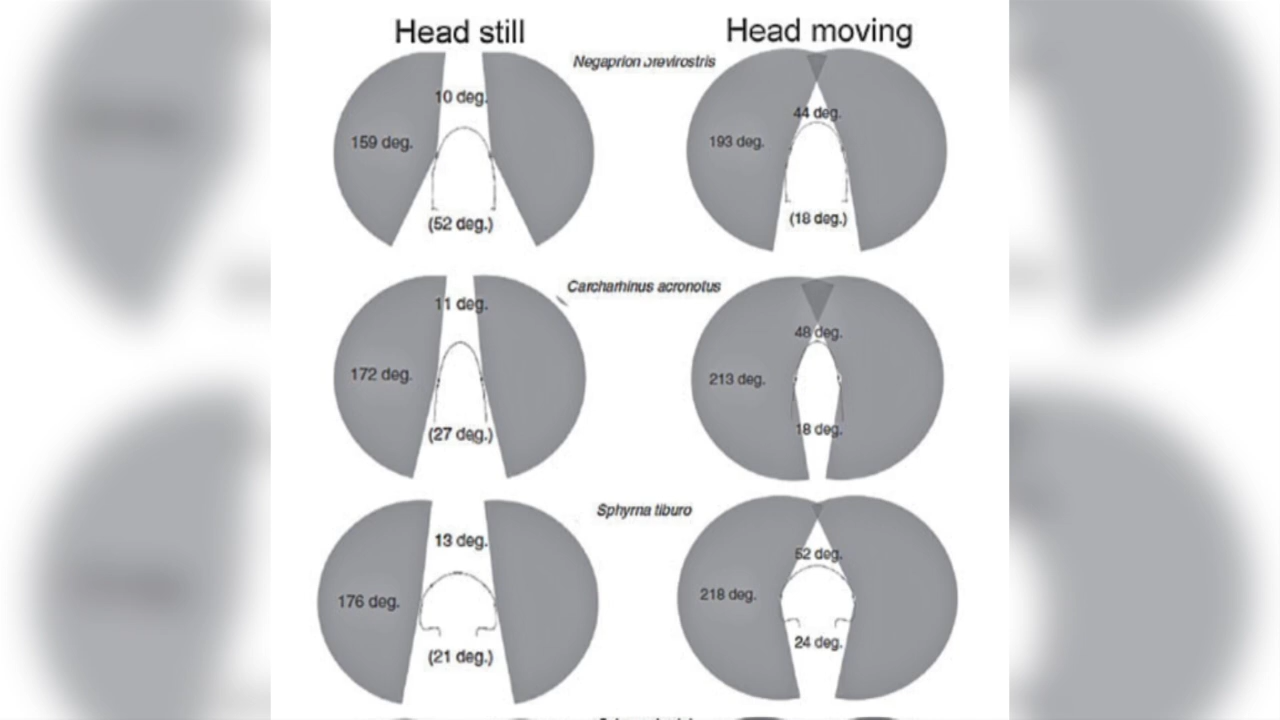 Head still
Head moving
Negaprion brevirostris
10 deg.
44 deg.
159 deg.
193 deg.
(52 deg.)
(18 deg.)
Carcharhinus acronotus
11 deg.
48 deg.
172 deg.
213 deg.
(27 deg.)
18 deg.
Sphyrna tiburo
13 deg.
52 deg.
176 deg.
218 deg.
(21 deg.)
24 deg.